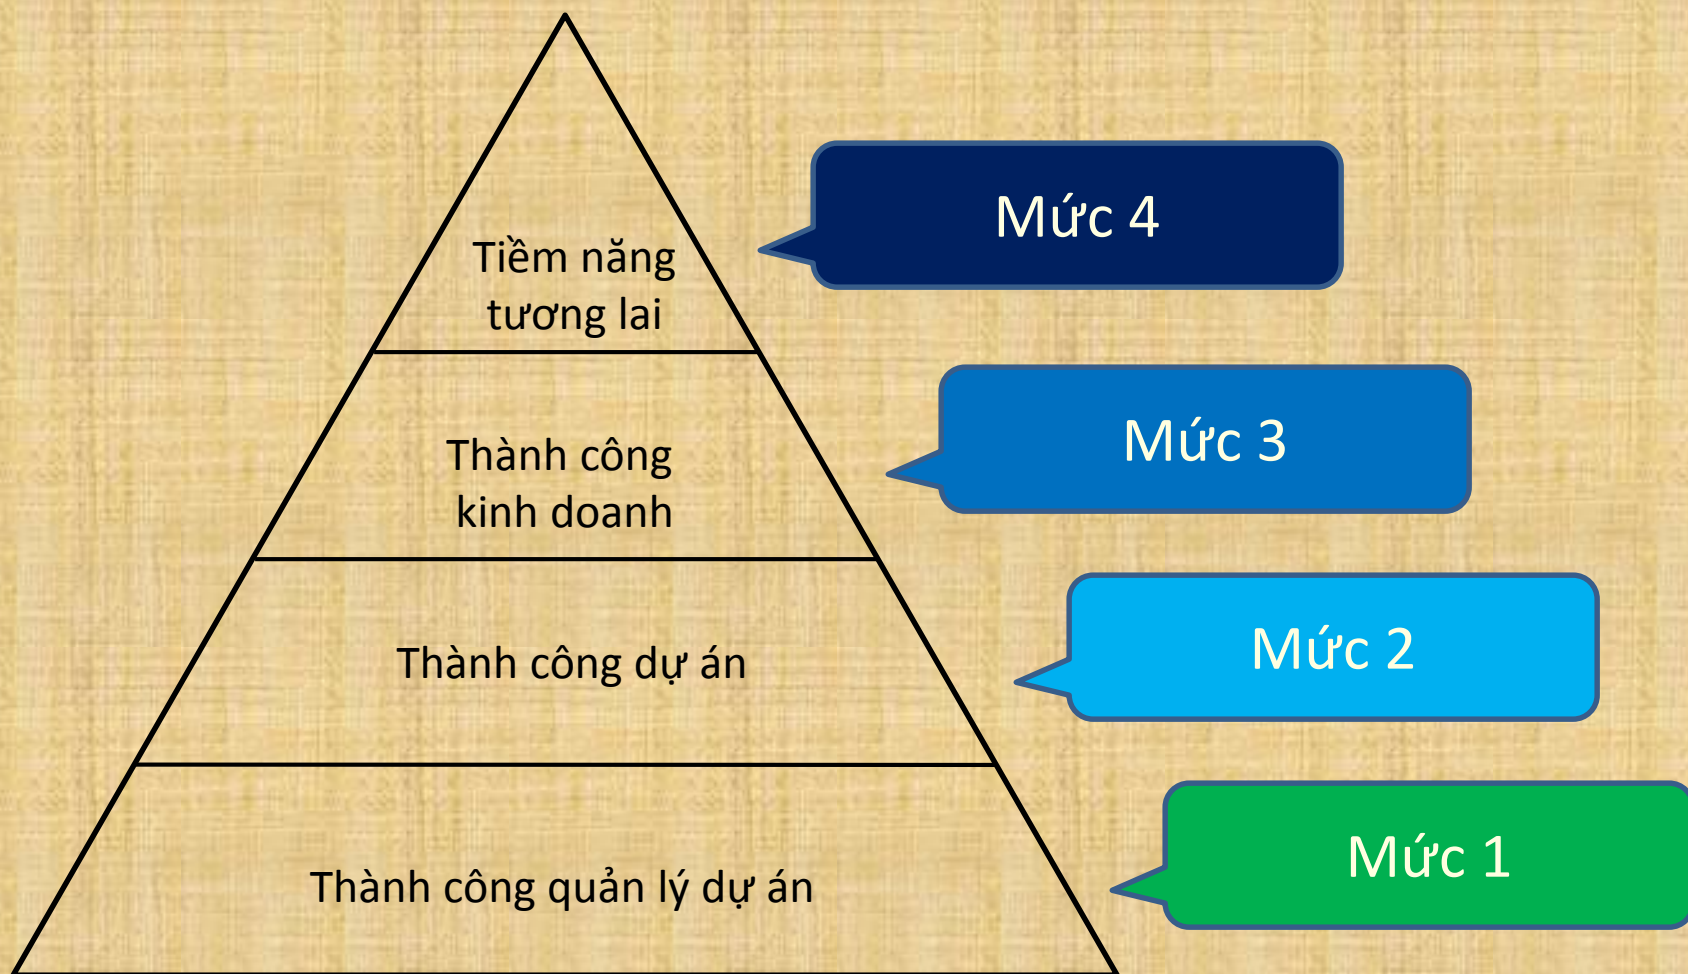 Tiềm năng
tương lai
Mức 4
Thành công
kinh doanh
Mức 3
Thành công dự án
Mức 2
Thành công quản lý dự án
Mức 1